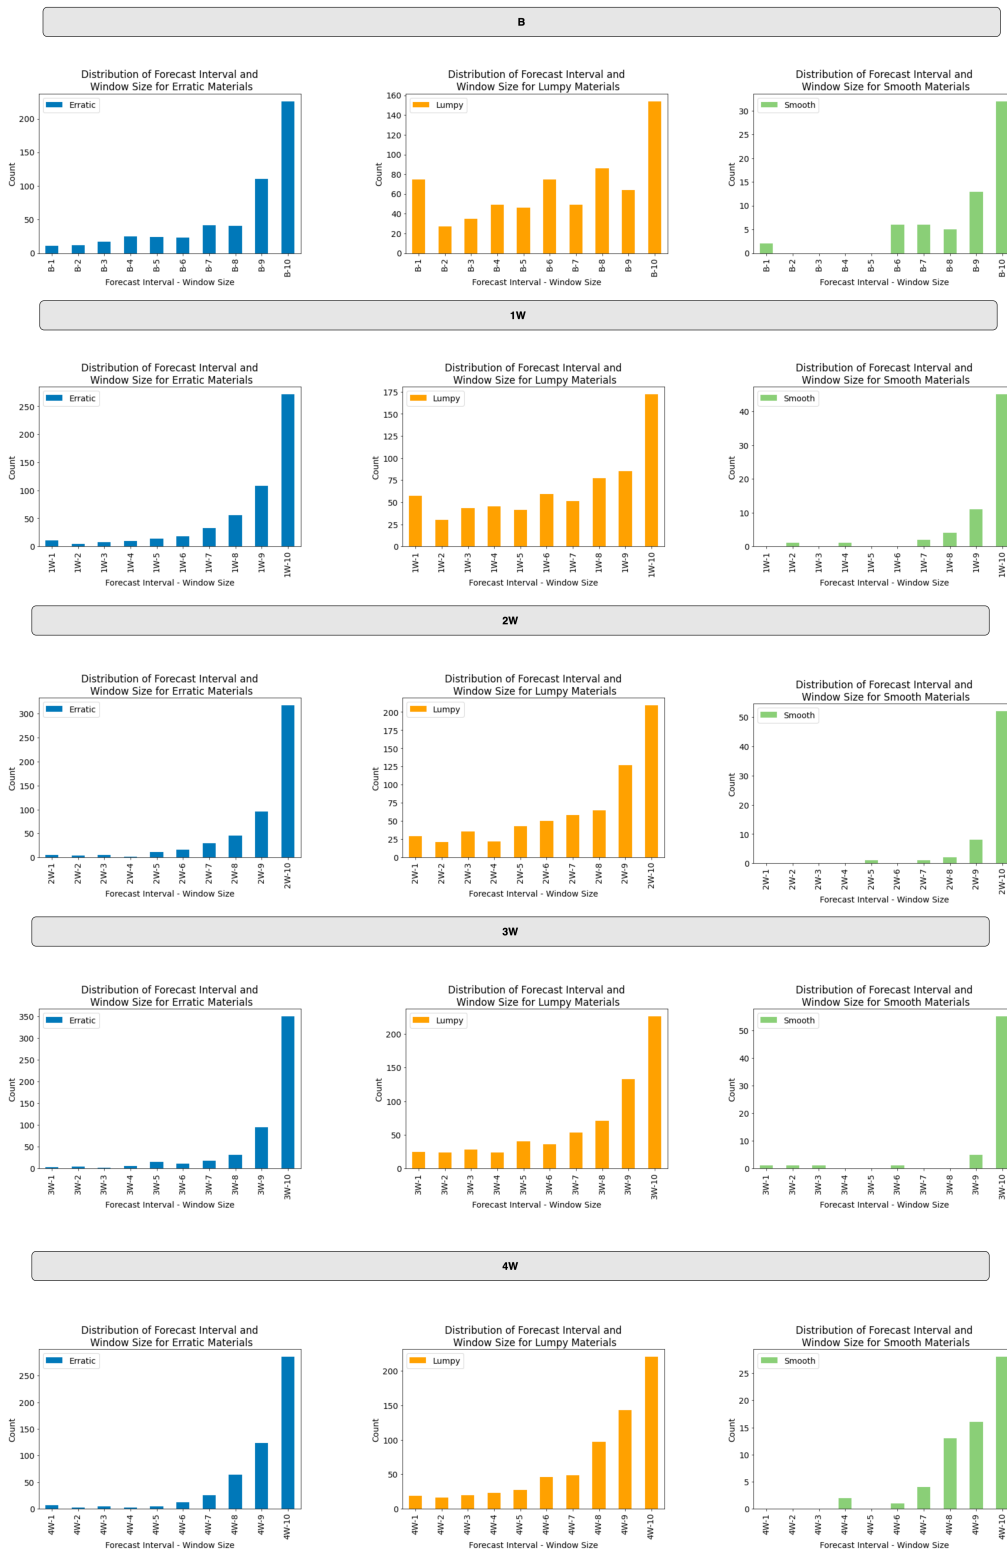 B
Distribution of Forecast Interval and
Window Size for Erratic Materials
Erratic
Count
200
150
100
50
0
B-1
B-2
B-3
B-4
B-5
B-6
B-7
B-8
B-9
B-10
Forecast Interval - Window Size
Distribution of Forecast Interval and
Window Size for Lumpy Materials
Lumpy
Count
160
140
120
100
80
60
40
20
0
B-1
B-2
B-3
B-4
B-5
B-6
B-7
B-8
B-9
B-10
Forecast Interval - Window Size
Distribution of Forecast Interval and
Window Size for Smooth Materials
Smooth
Count
30
25
20
15
10
5
0
B-1
B-2
B-3
B-4
B-5
B-6
B-7
B-8
B-9
B-10
Forecast Interval - Window Size
1W
Distribution of Forecast Interval and
Window Size for Erratic Materials
Erratic
Count
250
200
150
100
50
0
1W-1
1W-2
1W-3
1W-4
1W-5
1W-6
1W-7
1W-8
1W-9
1W-10
Forecast Interval - Window Size
Distribution of Forecast Interval and
Window Size for Lumpy Materials
Lumpy
Count
175
150
125
100
75
50
25
0
1W-1
1W-2
1W-3
1W-4
1W-5
1W-6
1W-7
1W-8
1W-9
1W-10
Forecast Interval - Window Size
Distribution of Forecast Interval and
Window Size for Smooth Materials
Smooth
Count
40
30
20
10
0
1W-1
1W-2
1W-3
1W-4
1W-5
1W-6
1W-7
1W-8
1W-9
1W-10
Forecast Interval - Window Size
2W
Distribution of Forecast Interval and
Window Size for Erratic Materials
Erratic
Count
300
250
200
150
100
50
0
2W-1
2W-2
2W-3
2W-4
2W-5
2W-6
2W-7
2W-8
2W-9
2W-10
Forecast Interval - Window Size
Distribution of Forecast Interval and
Window Size for Lumpy Materials
Lumpy
Count
200
175
150
125
100
75
50
25
0
2W-1
2W-2
2W-3
2W-4
2W-5
2W-6
2W-7
2W-8
2W-9
2W-10
Forecast Interval - Window Size
Distribution of Forecast Interval and
Window Size for Smooth Materials
Smooth
Count
50
40
30
20
10
0
2W-1
2W-2
2W-3
2W-4
2W-5
2W-6
2W-7
2W-8
2W-9
2W-10
Forecast Interval - Window Size
3W
Distribution of Forecast Interval and
Window Size for Erratic Materials
Erratic
Count
350
300
250
200
150
100
50
0
3W-1
3W-2
3W-3
3W-4
3W-5
3W-6
3W-7
3W-8
3W-9
3W-10
Forecast Interval - Window Size
Distribution of Forecast Interval and
Window Size for Lumpy Materials
Lumpy
Count
200
150
100
50
0
3W-1
3W-2
3W-3
3W-4
3W-5
3W-6
3W-7
3W-8
3W-9
3W-10
Forecast Interval - Window Size
Distribution of Forecast Interval and
Window Size for Smooth Materials
Smooth
Count
50
40
30
20
10
0
3W-1
3W-2
3W-3
3W-4
3W-5
3W-6
3W-7
3W-8
3W-9
3W-10
Forecast Interval - Window Size
4W
Distribution of Forecast Interval and
Window Size for Erratic Materials
Erratic
Count
250
200
150
100
50
0
4W-1
4W-2
4W-3
4W-4
4W-5
4W-6
4W-7
4W-8
4W-9
4W-10
Forecast Interval - Window Size
Distribution of Forecast Interval and
Window Size for Lumpy Materials
Lumpy
Count
200
150
100
50
0
4W-1
4W-2
4W-3
4W-4
4W-5
4W-6
4W-7
4W-8
4W-9
4W-10
Forecast Interval - Window Size
Distribution of Forecast Interval and
Window Size for Smooth Materials
Smooth
Count
25
20
15
10
5
0
4W-1
4W-2
4W-3
4W-4
4W-5
4W-6
4W-7
4W-8
4W-9
4W-10
Forecast Interval - Window Size